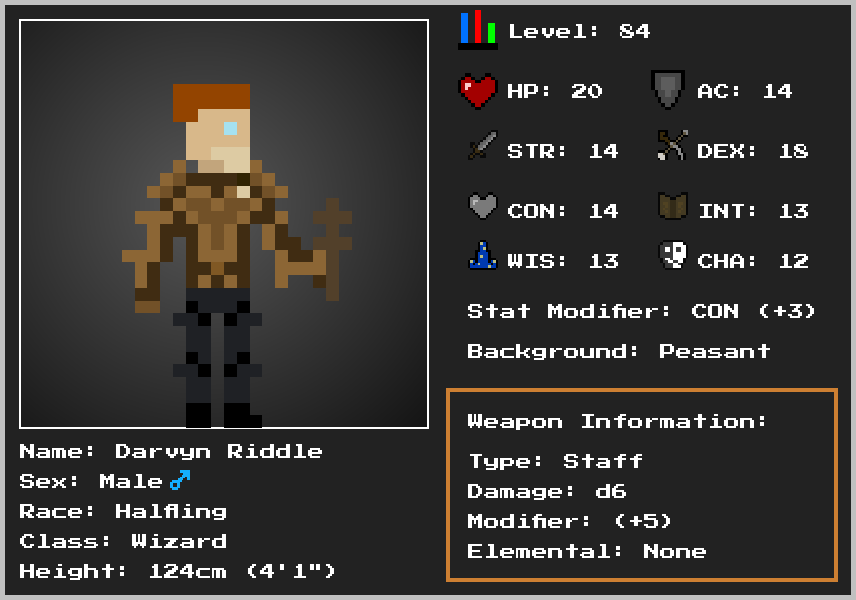 Level: 84
HP: 20 AC: 14
STR: 14 DEX: 18
CON: 14 INT: 13
WIS: 13 CHA: 12
Stat Modifier: CON (+3)
Background: Peasant
Weapon Information:
Type: Staff
Damage: d6
Modifier: (+5)
Elemental: None
Name: Darvyn Riddle
Sex: Male ♂
Race: Halfling
Class: Wizard
Height: 124cm (4'1")